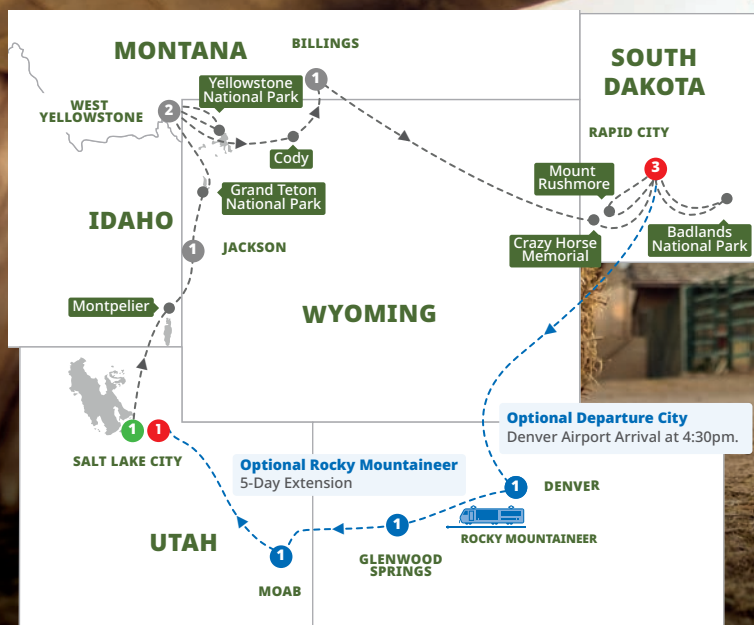 MONTANA
BILLINGS
1
SOUTH
DAKOTA
Yellowstone
National Park
WEST
YELLOWSTONE
2
Cody
RAPID CITY
3
Mount
Rushmore
Grand Teton
National Park
IDAHO
Crazy Horse
Memorial
Badlands
National Park
1
JACKSON
Montpelier
WYOMING
1
1
SALT LAKE CITY
Optional Departure City
Denver Airport Arrival at 4:30pm.
Optional Rocky Mountaineer
5-Day Extension
1
DENVER
ROCKY MOUNTAINEER
1
GLENWOOD
SPRINGS
UTAH
1
MOAB